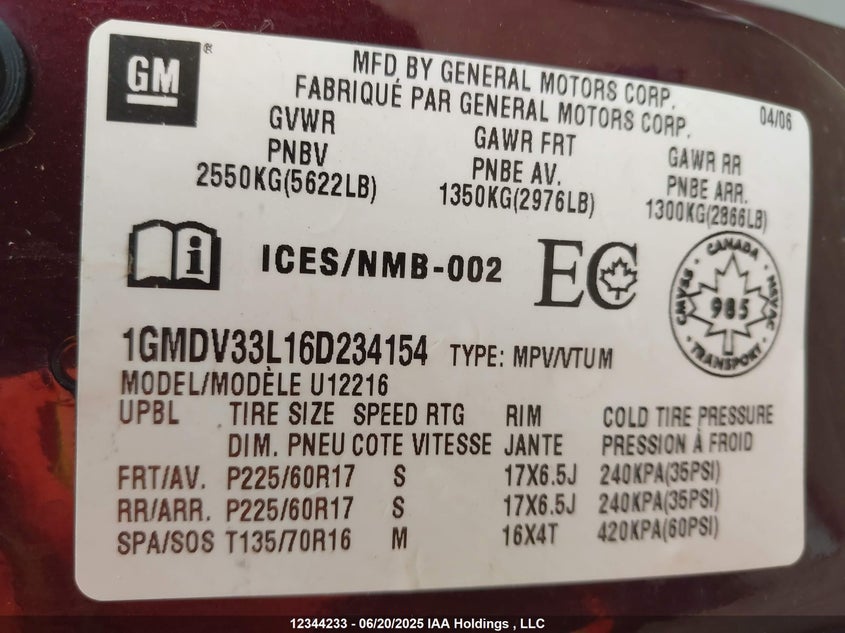 GM ®
MFD BY GENERAL MOTORS CORP.
FABRIQUÉ PAR GENERAL MOTORS CORP.
04/06
GVWR GAWR FRT GAWR RR
PNBV PNBE AV. PNBE ARR.
2550KG(5622LB) 1350KG(2976LB) 1300KG(2866LB)
i ICES/NMB-002 EC
CANADA
CMVSS 985 NSVAC
TRANSPORT
1GMDV33L16D234154 TYPE: MPV/VTUM
MODEL/MODÈLE U12216
UPBL TIRE SIZE SPEED RTG RIM COLD TIRE PRESSURE
DIM. PNEU COTE VITESSE JANTE PRESSION À FROID
FRT/AV. P225/60R17 S 17X6.5J 240KPA(35PSI)
RR/ARR. P225/60R17 S 17X6.5J 240KPA(35PSI)
SPA/SOS T135/70R16 M 16X4T 420KPA(60PSI)
12344233 - 06/20/2025 IAA Holdings , LLC